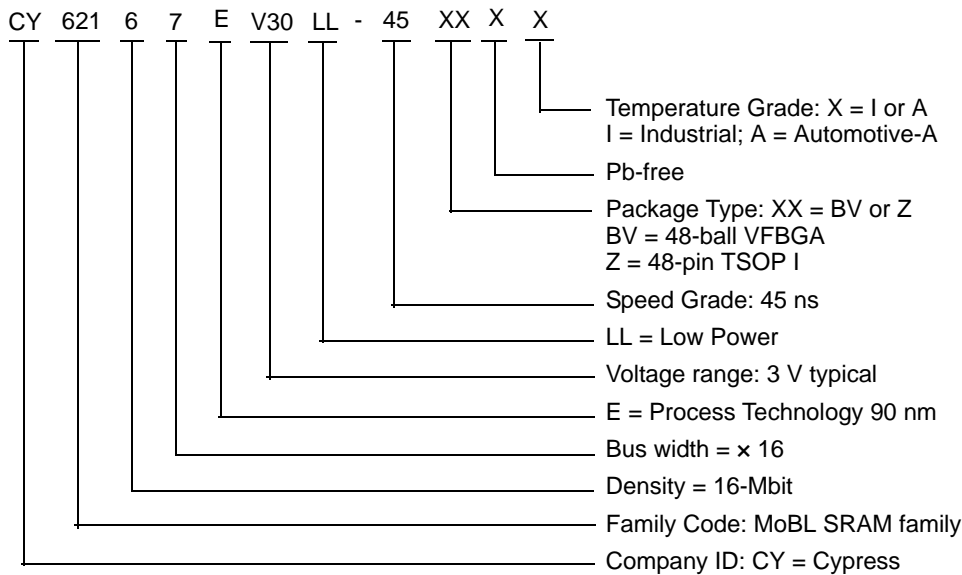 CY 621 6 7 E V30 LL - 45 XX X X
Temperature Grade: X = I or A
I = Industrial; A = Automotive-A
Pb-free
Package Type: XX = BV or Z
BV = 48-ball VFBGA
Z = 48-pin TSOP I
Speed Grade: 45 ns
LL = Low Power
Voltage range: 3 V typical
E = Process Technology 90 nm
Bus width = × 16
Density = 16-Mbit
Family Code: MoBL SRAM family
Company ID: CY = Cypress